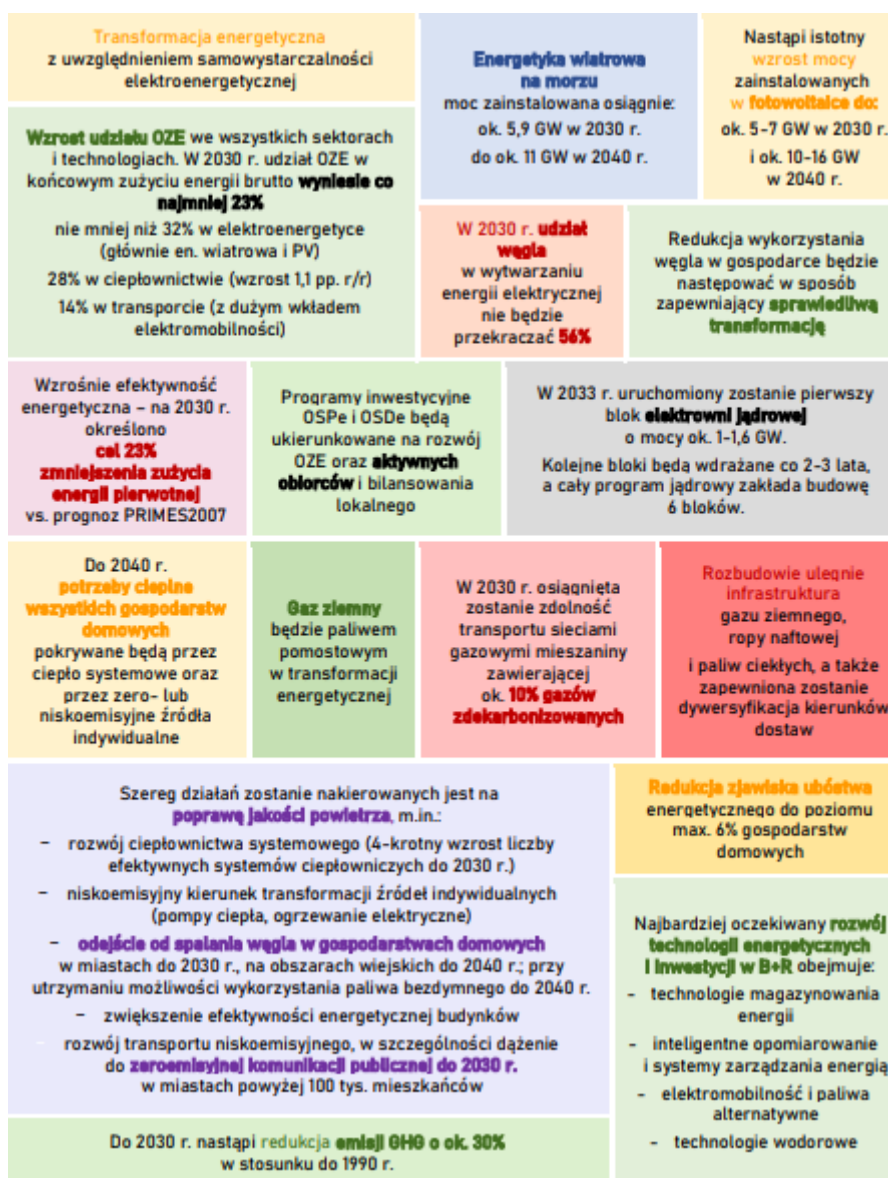 Transformacja energetyczna
z uwzględnieniem samowystarczalności
elektroenergetycznej
Energetyka wiatrowa
na morzu
moc zainstalowana osiągnie:
ok. 5,9 GW w 2030 r.
do ok. 11 GW w 2040 r.
Nastąpi istotny
wzrost mocy
zainstalowanych
w fotowoltaice do:
ok. 5-7 GW w 2030 r.
i ok. 10-16 GW
w 2040 r.
Wzrost udziału OZE we wszystkich sektorach
i technologiach. W 2030 r. udział OZE w
końcowym zużyciu energii brutto wyniesie co
najmniej 23%
nie mniej niż 32% w elektroenergetyce
(głównie en. wiatrowa i PV)
28% w ciepłownictwie (wzrost 1,1 pp. r/r)
14% w transporcie (z dużym wkładem
elektromobilności)
W 2030 r. udział
węgla
w wytwarzaniu
energii elektrycznej
nie będzie
przekraczać 56%
Redukcja wykorzystania
węgla w gospodarce będzie
następować w sposób
zapewniający sprawiedliwą
transformację
Wzrośnie efektywność
energetyczna – na 2030 r.
określono
cel 23%
zmniejszenia zużycia
energii pierwotnej
vs. prognoz PRIMES2007
Programy inwestycyjne
OSPe i OSDe będą
ukierunkowane na rozwój
OZE oraz aktywnych
obiorców i bilansowania
lokalnego
W 2033 r. uruchomiony zostanie pierwszy
blok elektrowni jądrowej
o mocy ok. 1-1,6 GW.
Kolejne bloki będą wdrażane co 2-3 lata,
a cały program jądrowy zakłada budowę
6 bloków.
Do 2040 r.
potrzeby cieplne
wszystkich gospodarstw
domowych
pokrywane będą przez
ciepło systemowe oraz
przez zero- lub
niskoemisyjne źródła
indywidualne
Gaz ziemny
będzie paliwem
pomostowym
w transformacji
energetycznej
W 2030 r. osiągnięta
zostanie zdolność
transportu sieciami
gazowymi mieszaniny
zawierającej
ok. 10% gazów
zdekarbonizowanych
Rozbudowie ulegnie
infrastruktura
gazu ziemnego,
ropy naftowej
i paliw ciekłych, a także
zapewniona zostanie
dywersyfikacja kierunków
dostaw
Szereg działań zostanie nakierowanych jest na
poprawę jakości powietrza, m.in.:
– rozwój ciepłownictwa systemowego (4-krotny wzrost liczby
efektywnych systemów ciepłowniczych do 2030 r.)
– niskoemisyjny kierunek transformacji źródeł indywidualnych
(pompy ciepła, ogrzewanie elektryczne)
– odejście od spalania węgla w gospodarstwach domowych
w miastach do 2030 r., na obszarach wiejskich do 2040 r.; przy
utrzymaniu możliwości wykorzystania paliwa bezdymnego do 2040 r.
– zwiększenie efektywności energetycznej budynków
– rozwój transportu niskoemisyjnego, w szczególności dążenie
do zeroemisyjnej komunikacji publicznej do 2030 r.
w miastach powyżej 100 tys. mieszkańców
Redukcja zjawiska ubóstwa
energetycznego do poziomu
max. 6% gospodarstw
domowych
Najbardziej oczekiwany rozwój
technologii energetycznych
i inwestycji w B+R obejmuje:
- technologie magazynowania
energii
- inteligentne opomiarowanie
i systemy zarządzania energią
- elektromobilność i paliwa
alternatywne
- technologie wodorowe
Do 2030 r. nastąpi redukcja emisji GHG o ok. 30%
w stosunku do 1990 r.